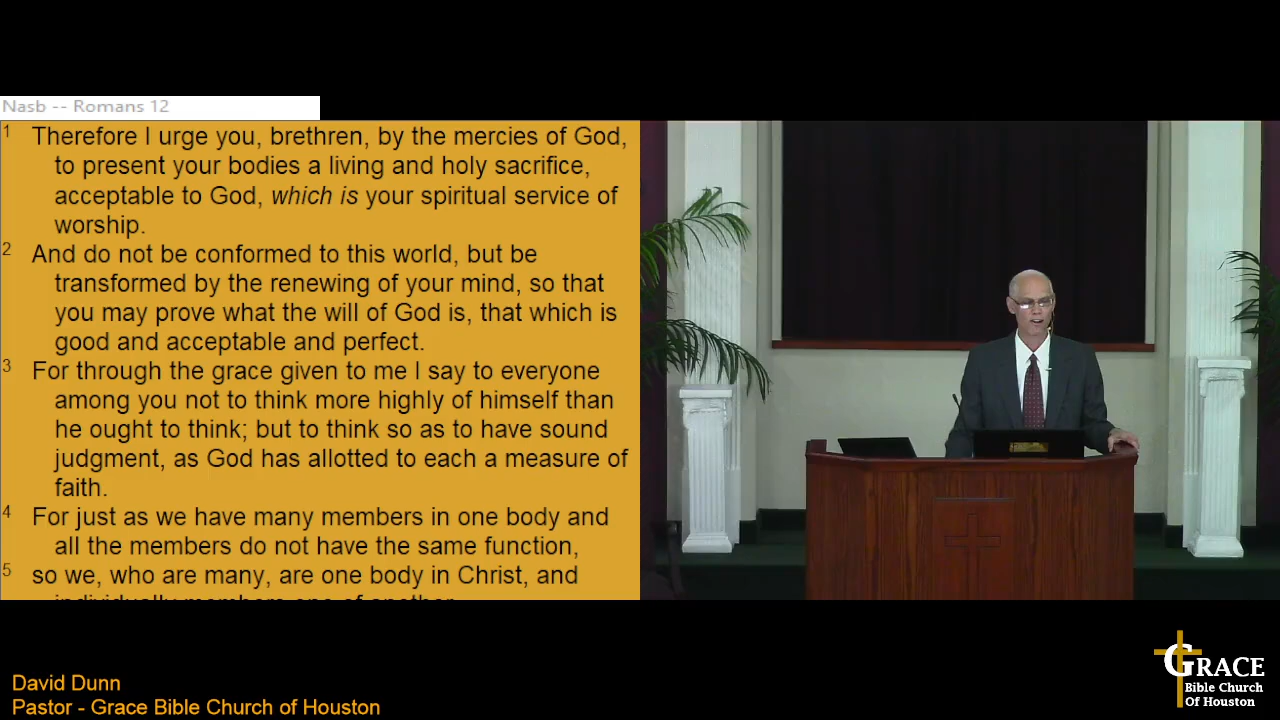 Nasb -- Romans 12
1 Therefore I urge you, brethren, by the mercies of God,
to present your bodies a living and holy sacrifice,
acceptable to God, which is your spiritual service of
worship.
2 And do not be conformed to this world, but be
transformed by the renewing of your mind, so that
you may prove what the will of God is, that which is
good and acceptable and perfect.
3 For through the grace given to me I say to everyone
among you not to think more highly of himself than
he ought to think; but to think so as to have sound
judgment, as God has allotted to each a measure of
faith.
4 For just as we have many members in one body and
all the members do not have the same function,
5 so we, who are many, are one body in Christ, and
individually members one of another.
David Dunn
Pastor - Grace Bible Church of Houston
GRACE
Bible Church
Of Houston